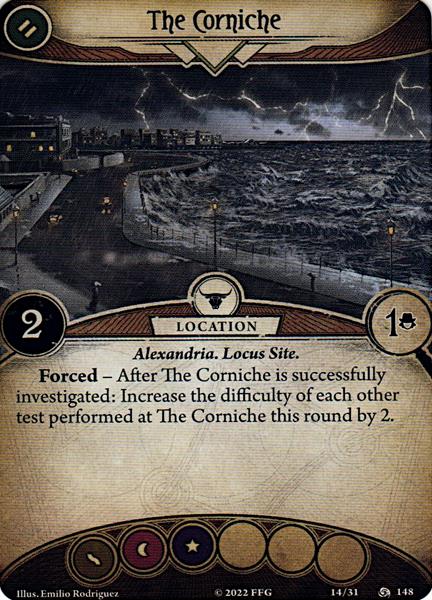 The Corniche
2
LOCATION
1
Alexandria. Locus Site.
Forced – After The Corniche is successfully
investigated: Increase the difficulty of each other
test performed at The Corniche this round by 2.
Illus. Emilio Rodriguez
© 2022 FFG
14/31
148